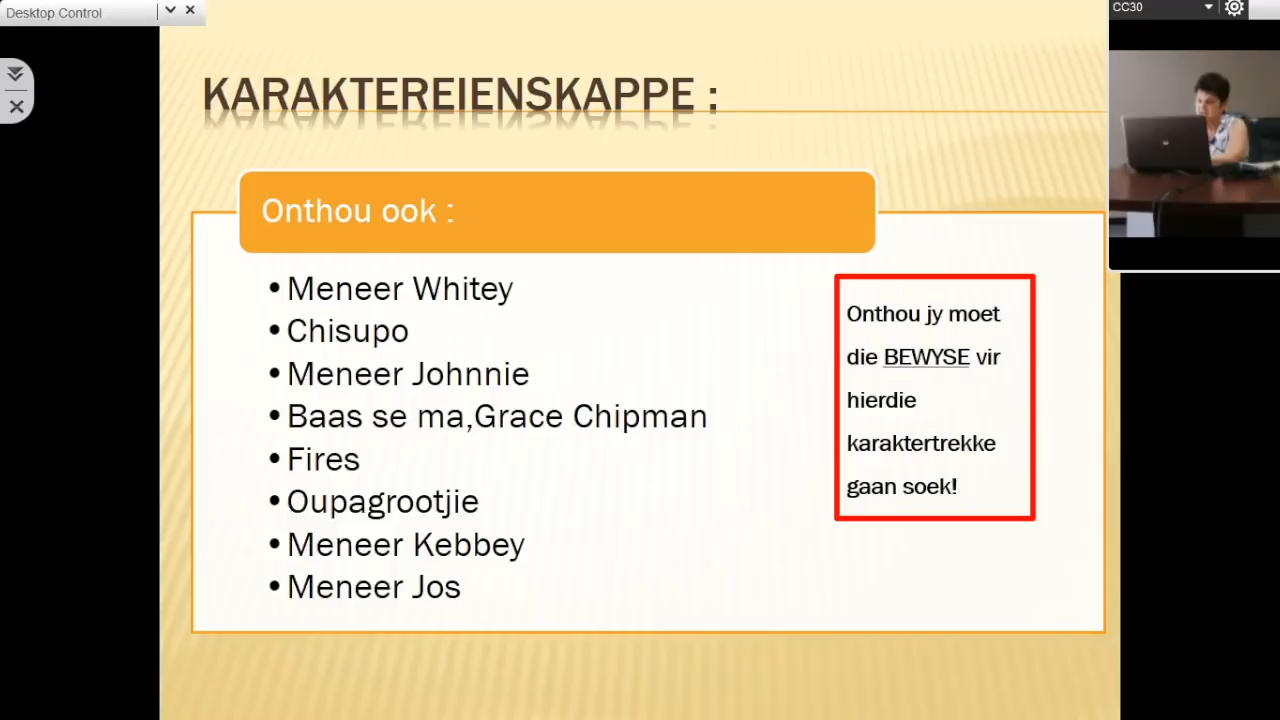 Desktop Control
CC30
KARAKTEREIENSKAPPE :
Onthou ook :
•Meneer Whitey
•Chisupo
•Meneer Johnnie
•Baas se ma,Grace Chipman
•Fires
•Oupagrootjie
•Meneer Kebbey
•Meneer Jos
Onthou jy moet
die BEWYSE vir
hierdie
karaktertrekke
gaan soek!